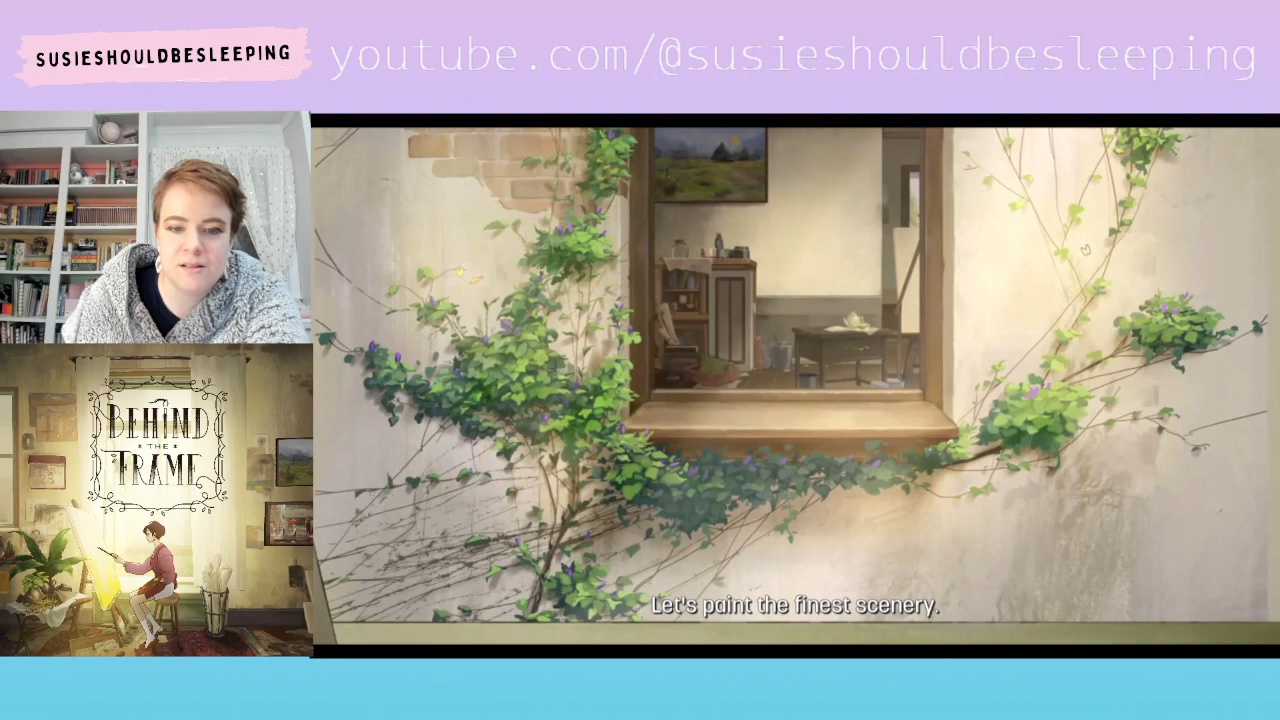 SUSIESHOULDBESLEEPING
youtube.com/@susieshouldbesleeping
BEHIND
THE
FRAME
Let's paint the finest scenery.